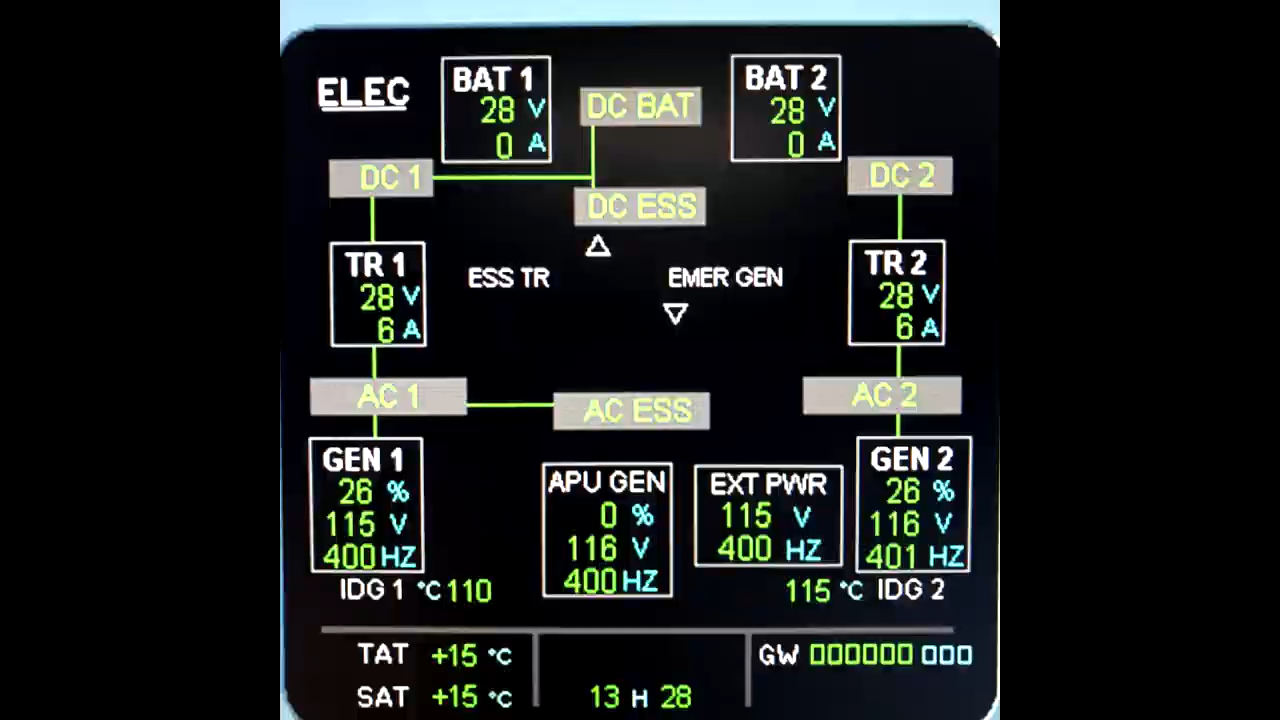 ELEC
BAT 1
28 V
0 A
DC BAT
BAT 2
28 V
0 A
DC 1
DC ESS
DC 2
TR 1
28 V
6 A
ESS TR
EMER GEN
TR 2
28 V
6 A
AC 1
AC ESS
AC 2
GEN 1
26 %
115 V
400 HZ
APU GEN
0 %
116 V
400 HZ
EXT PWR
115 V
400 HZ
GEN 2
26 %
116 V
401 HZ
IDG 1 °C 110
115 °C IDG 2
TAT +15 °C
SAT +15 °C
13 H 28
GW 000000 000